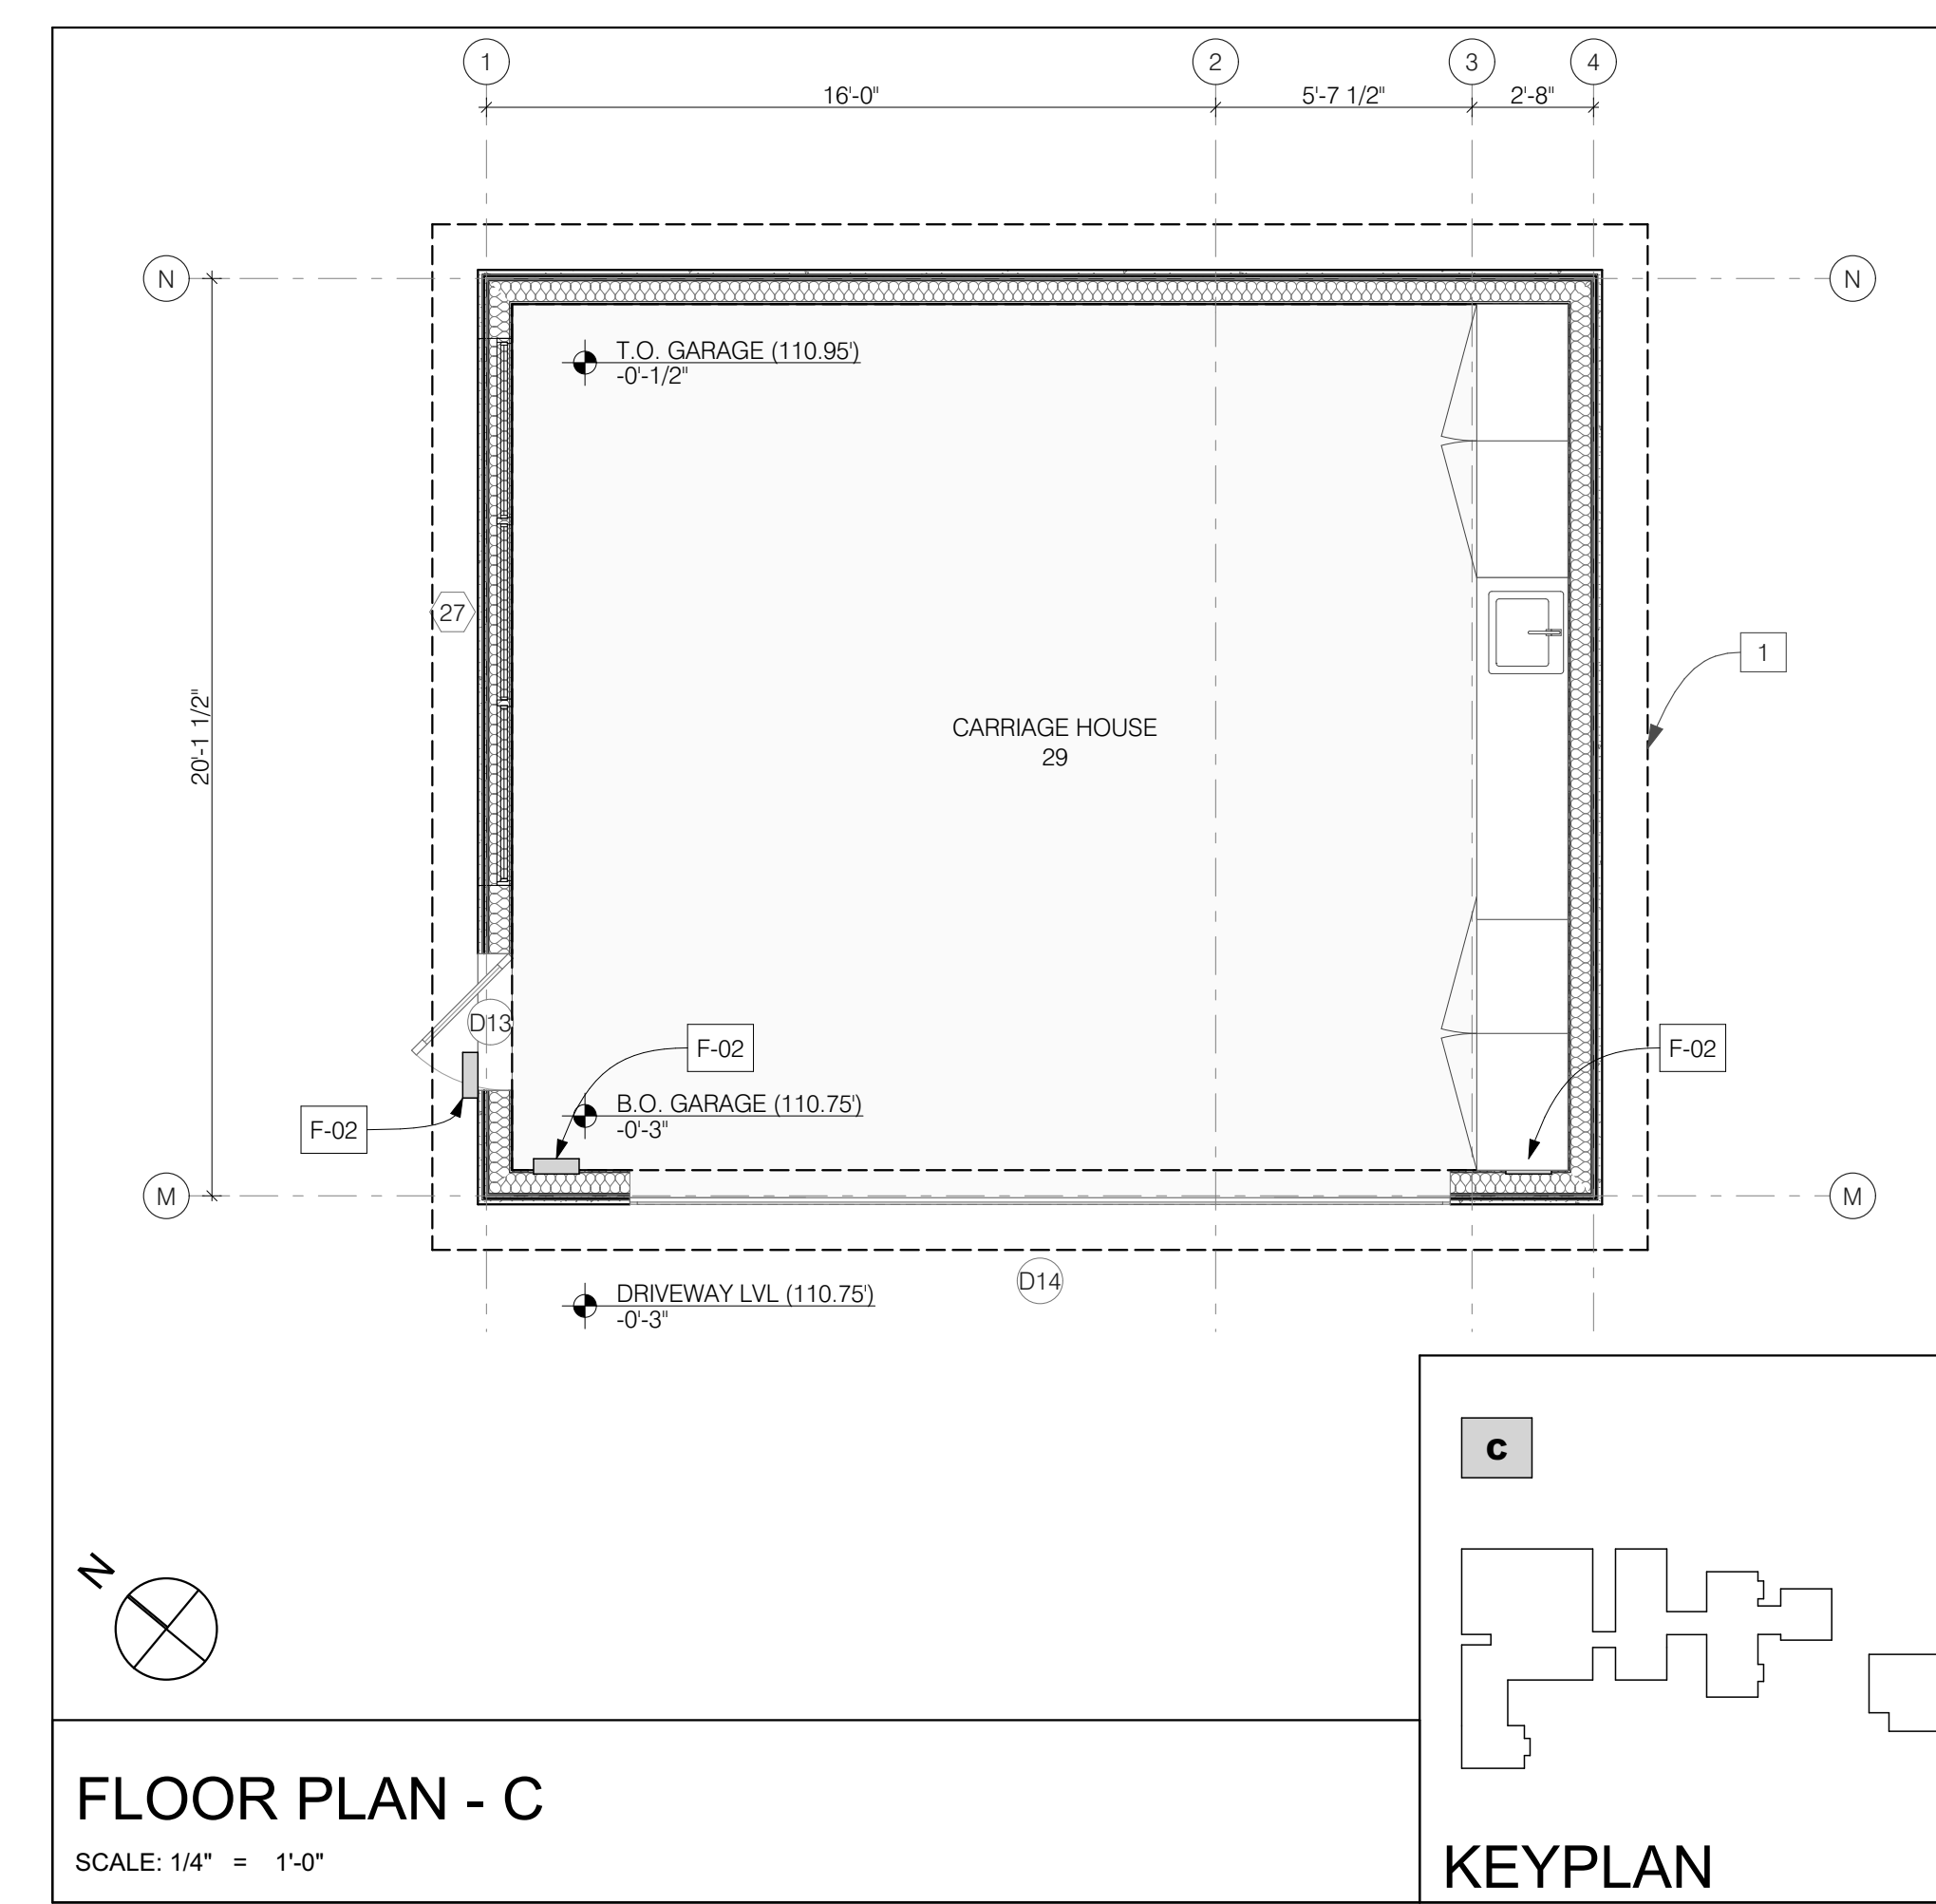 1
2
3
4
16'-0"
5'-7 1/2"
2'-8"
N
N
T.O. GARAGE (110.95')
-0'-1/2"
27
1
20'-1 1/2"
CARRIAGE HOUSE
29
D13
F-02
F-02
F-02
B.O. GARAGE (110.75')
-0'-3"
M
M
D14
DRIVEWAY LVL (110.75')
-0'-3"
C
N
FLOOR PLAN - C
SCALE: 1/4" = 1'-0"
KEYPLAN